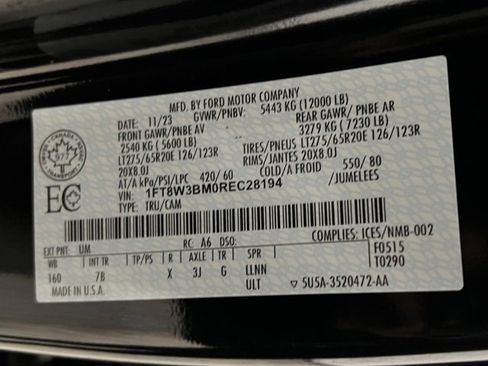 MFD. BY FORD MOTOR COMPANY
DATE: 11/23 GVWR/PNBV: 5443 KG (12000 LB)
FRONT GAWR/PNBE AV REAR GAWR/ PNBE AR
2540 KG ( 5600 LB) 3279 KG ( 7230 LB)
LT275/65R20E 126/123R TIRES/PNEUS LT275/65R20E 126/123R
20X8.0J RIMS/JANTES 20X8.0J
AT/A kPa/PSI/LPC 420/ 60 COLD/A FROID 550/ 80
VIN: 1FT8W3BM0REC28194 /JUMELEES
TYPE: TRU/CAM
CANADA
TRANSPORT
EC
COMPLIES: ICES/NMB-002
EXT PNT: UM RC: A6 DSO: F0515
WB INT TR TP/PS R AXLE TR SPR T0290
160 7B X 3J G LLNN
MADE IN U.S.A. ULT ▽ 5U5A-3520472-AA